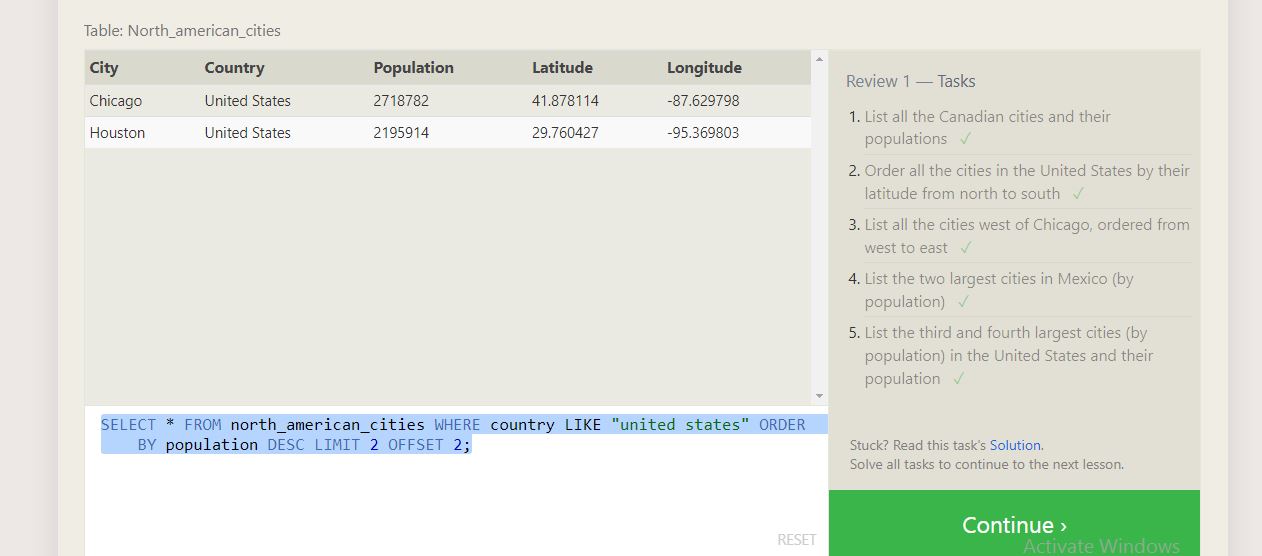 Table: North_american_cities
City Country Population Latitude Longitude
Chicago United States 2718782 41.878114 -87.629798
Houston United States 2195914 29.760427 -95.369803
SELECT * FROM north_american_cities WHERE country LIKE "united states" ORDER
BY population DESC LIMIT 2 OFFSET 2;
RESET
Review 1 — Tasks
1. List all the Canadian cities and their
populations ✓
2. Order all the cities in the United States by their
latitude from north to south ✓
3. List all the cities west of Chicago, ordered from
west to east ✓
4. List the two largest cities in Mexico (by
population) ✓
5. List the third and fourth largest cities (by
population) in the United States and their
population ✓
Stuck? Read this task's Solution.
Solve all tasks to continue to the next lesson.
Continue ›
Activate Windows